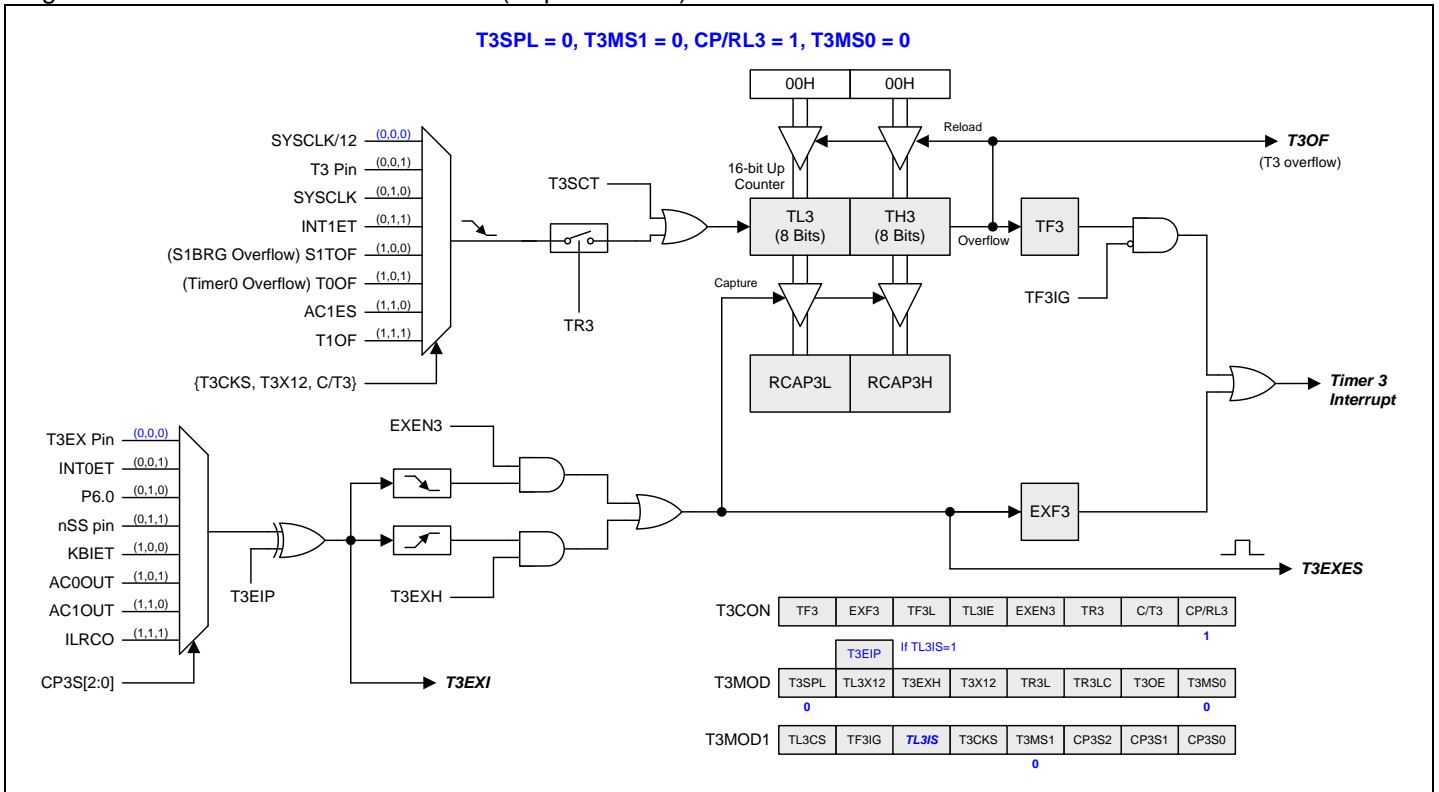 T3SPL = 0, T3MS1 = 0, CP/RL3 = 1, T3MS0 = 0
00H 00H
SYSCLK/12 (0,0,0)
T3 Pin (0,0,1)
SYSCLK (0,1,0)
INT1ET (0,1,1)
(S1BRG Overflow) S1TOF (1,0,0)
(Timer0 Overflow) T0OF (1,0,1)
AC1ES (1,1,0)
T1OF (1,1,1)
{T3CKS, T3X12, C/T3}
TR3
T3SCT
16-bit Up
Counter
Reload
T3OF
(T3 overflow)
TL3
(8 Bits)
TH3
(8 Bits)
Overflow
TF3
TF3IG
Capture
RCAP3L RCAP3H
Timer 3
Interrupt
T3EX Pin (0,0,0)
INT0ET (0,0,1)
P6.0 (0,1,0)
nSS pin (0,1,1)
KBIET (1,0,0)
AC0OUT (1,0,1)
AC1OUT (1,1,0)
ILRCO (1,1,1)
CP3S[2:0]
T3EIP
EXEN3
T3EXH
T3EXI
EXF3
T3EXES
T3CON TF3 EXF3 TF3L TL3IE EXEN3 TR3 C/T3 CP/RL3
1
T3EIP If TL3IS=1
T3MOD T3SPL TL3X12 T3EXH T3X12 TR3L TR3LC T3OE T3MS0
0 0
T3MOD1 TL3CS TF3IG TL3IS T3CKS T3MS1 CP3S2 CP3S1 CP3S0
0